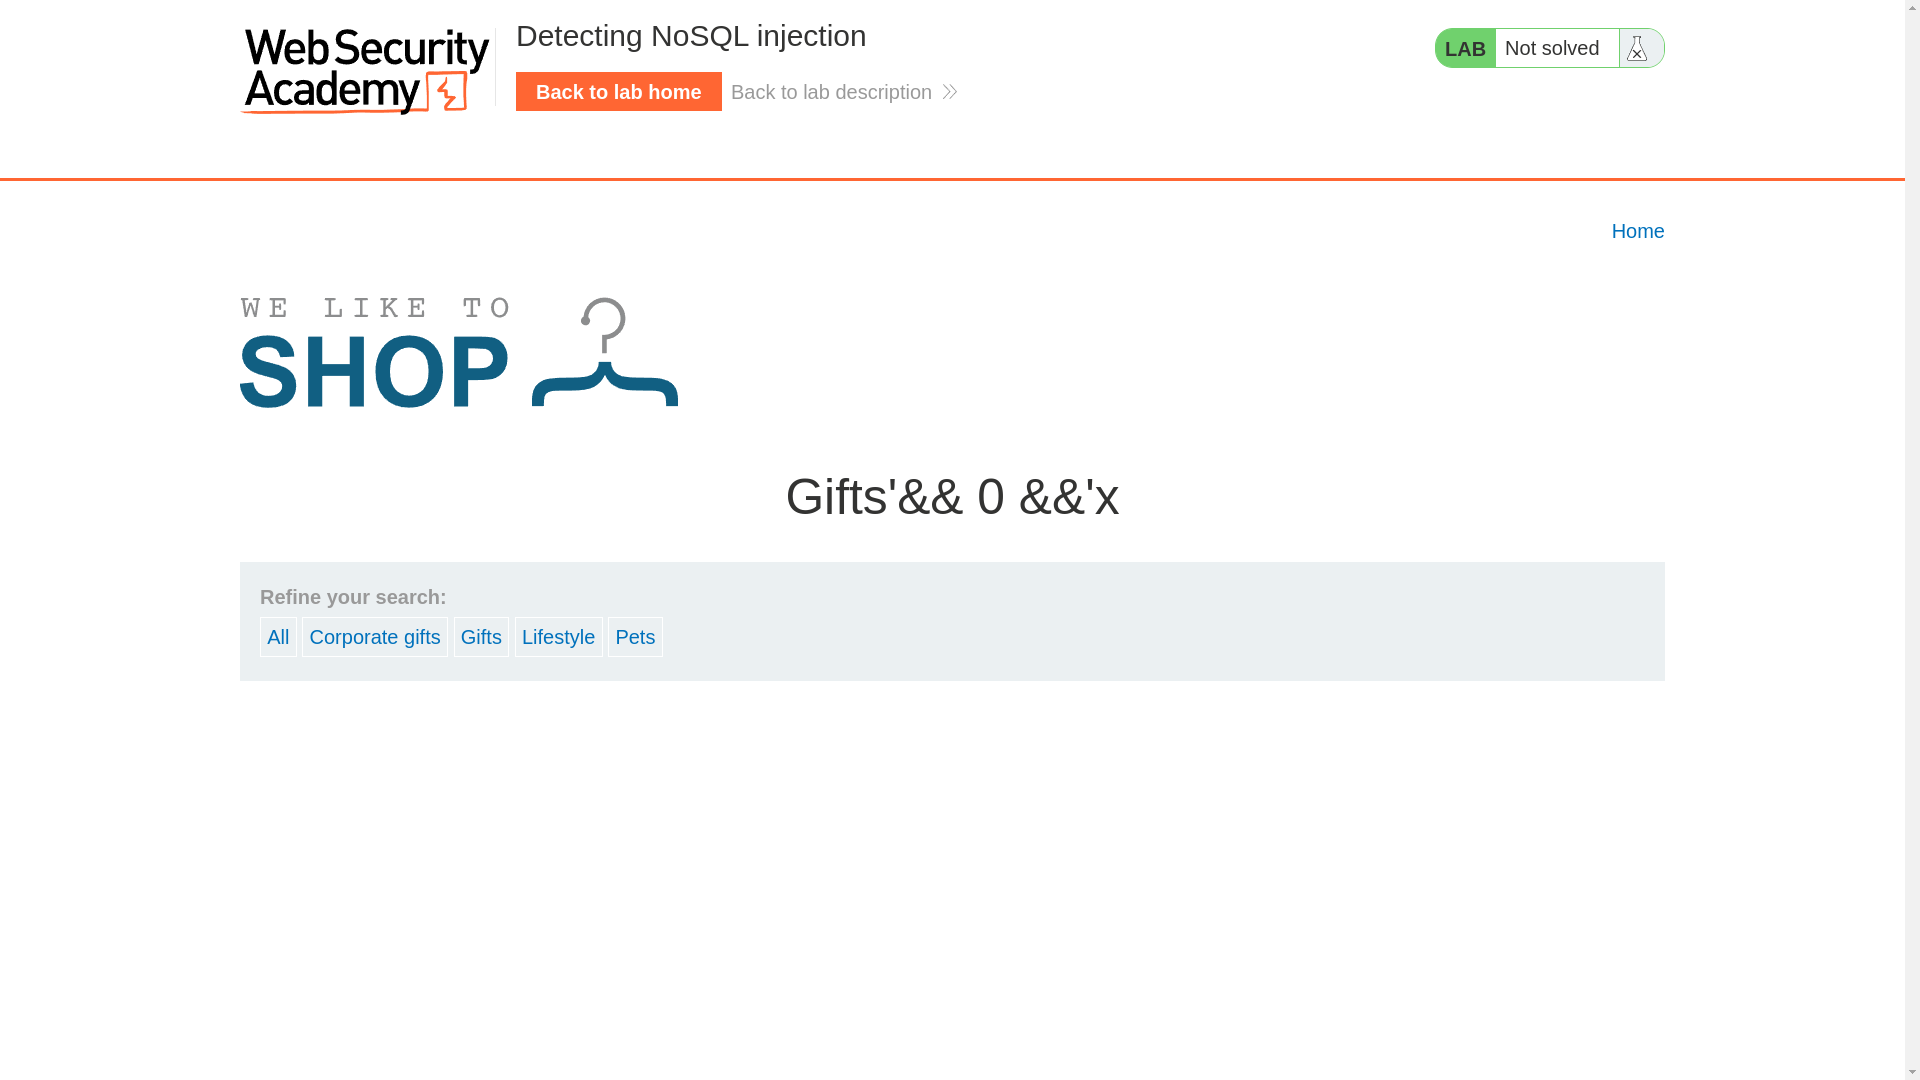 Web Security
Academy
Detecting NoSQL injection
Back to lab home
Back to lab description
LAB
Not solved
Home
WE LIKE TO
SHOP
Gifts'&& 0 &&'x
Refine your search:
All
Corporate gifts
Gifts
Lifestyle
Pets